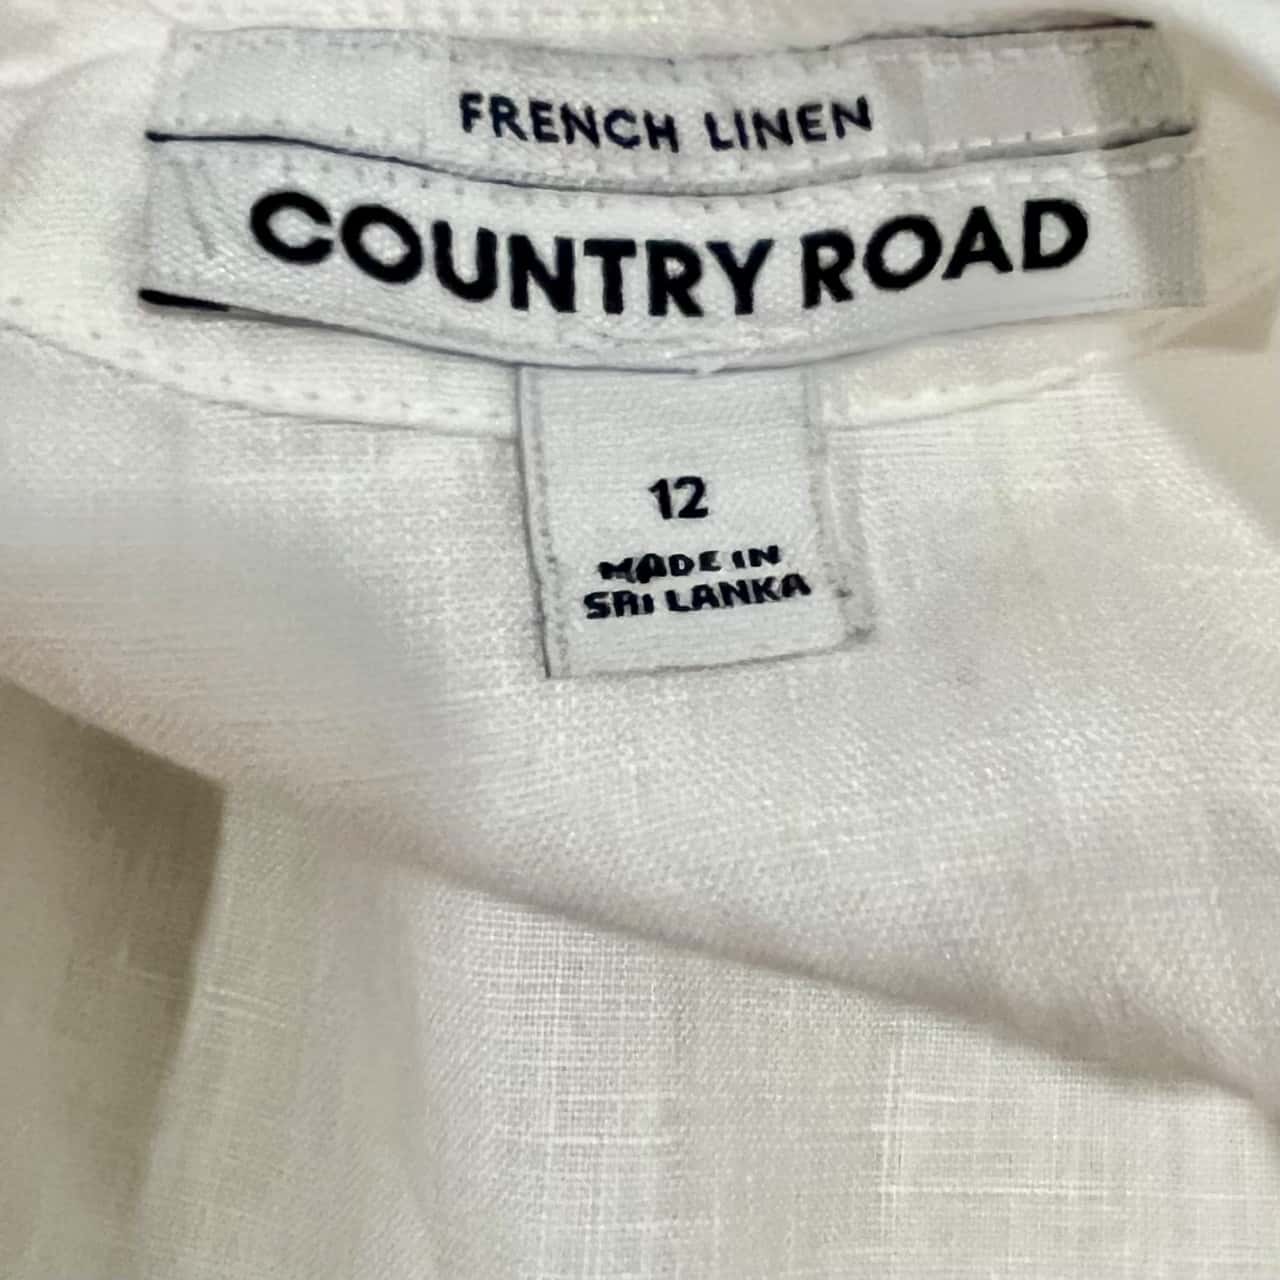 FRENCH LINEN
COUNTRY ROAD
12
MADE IN
SRI LANKA